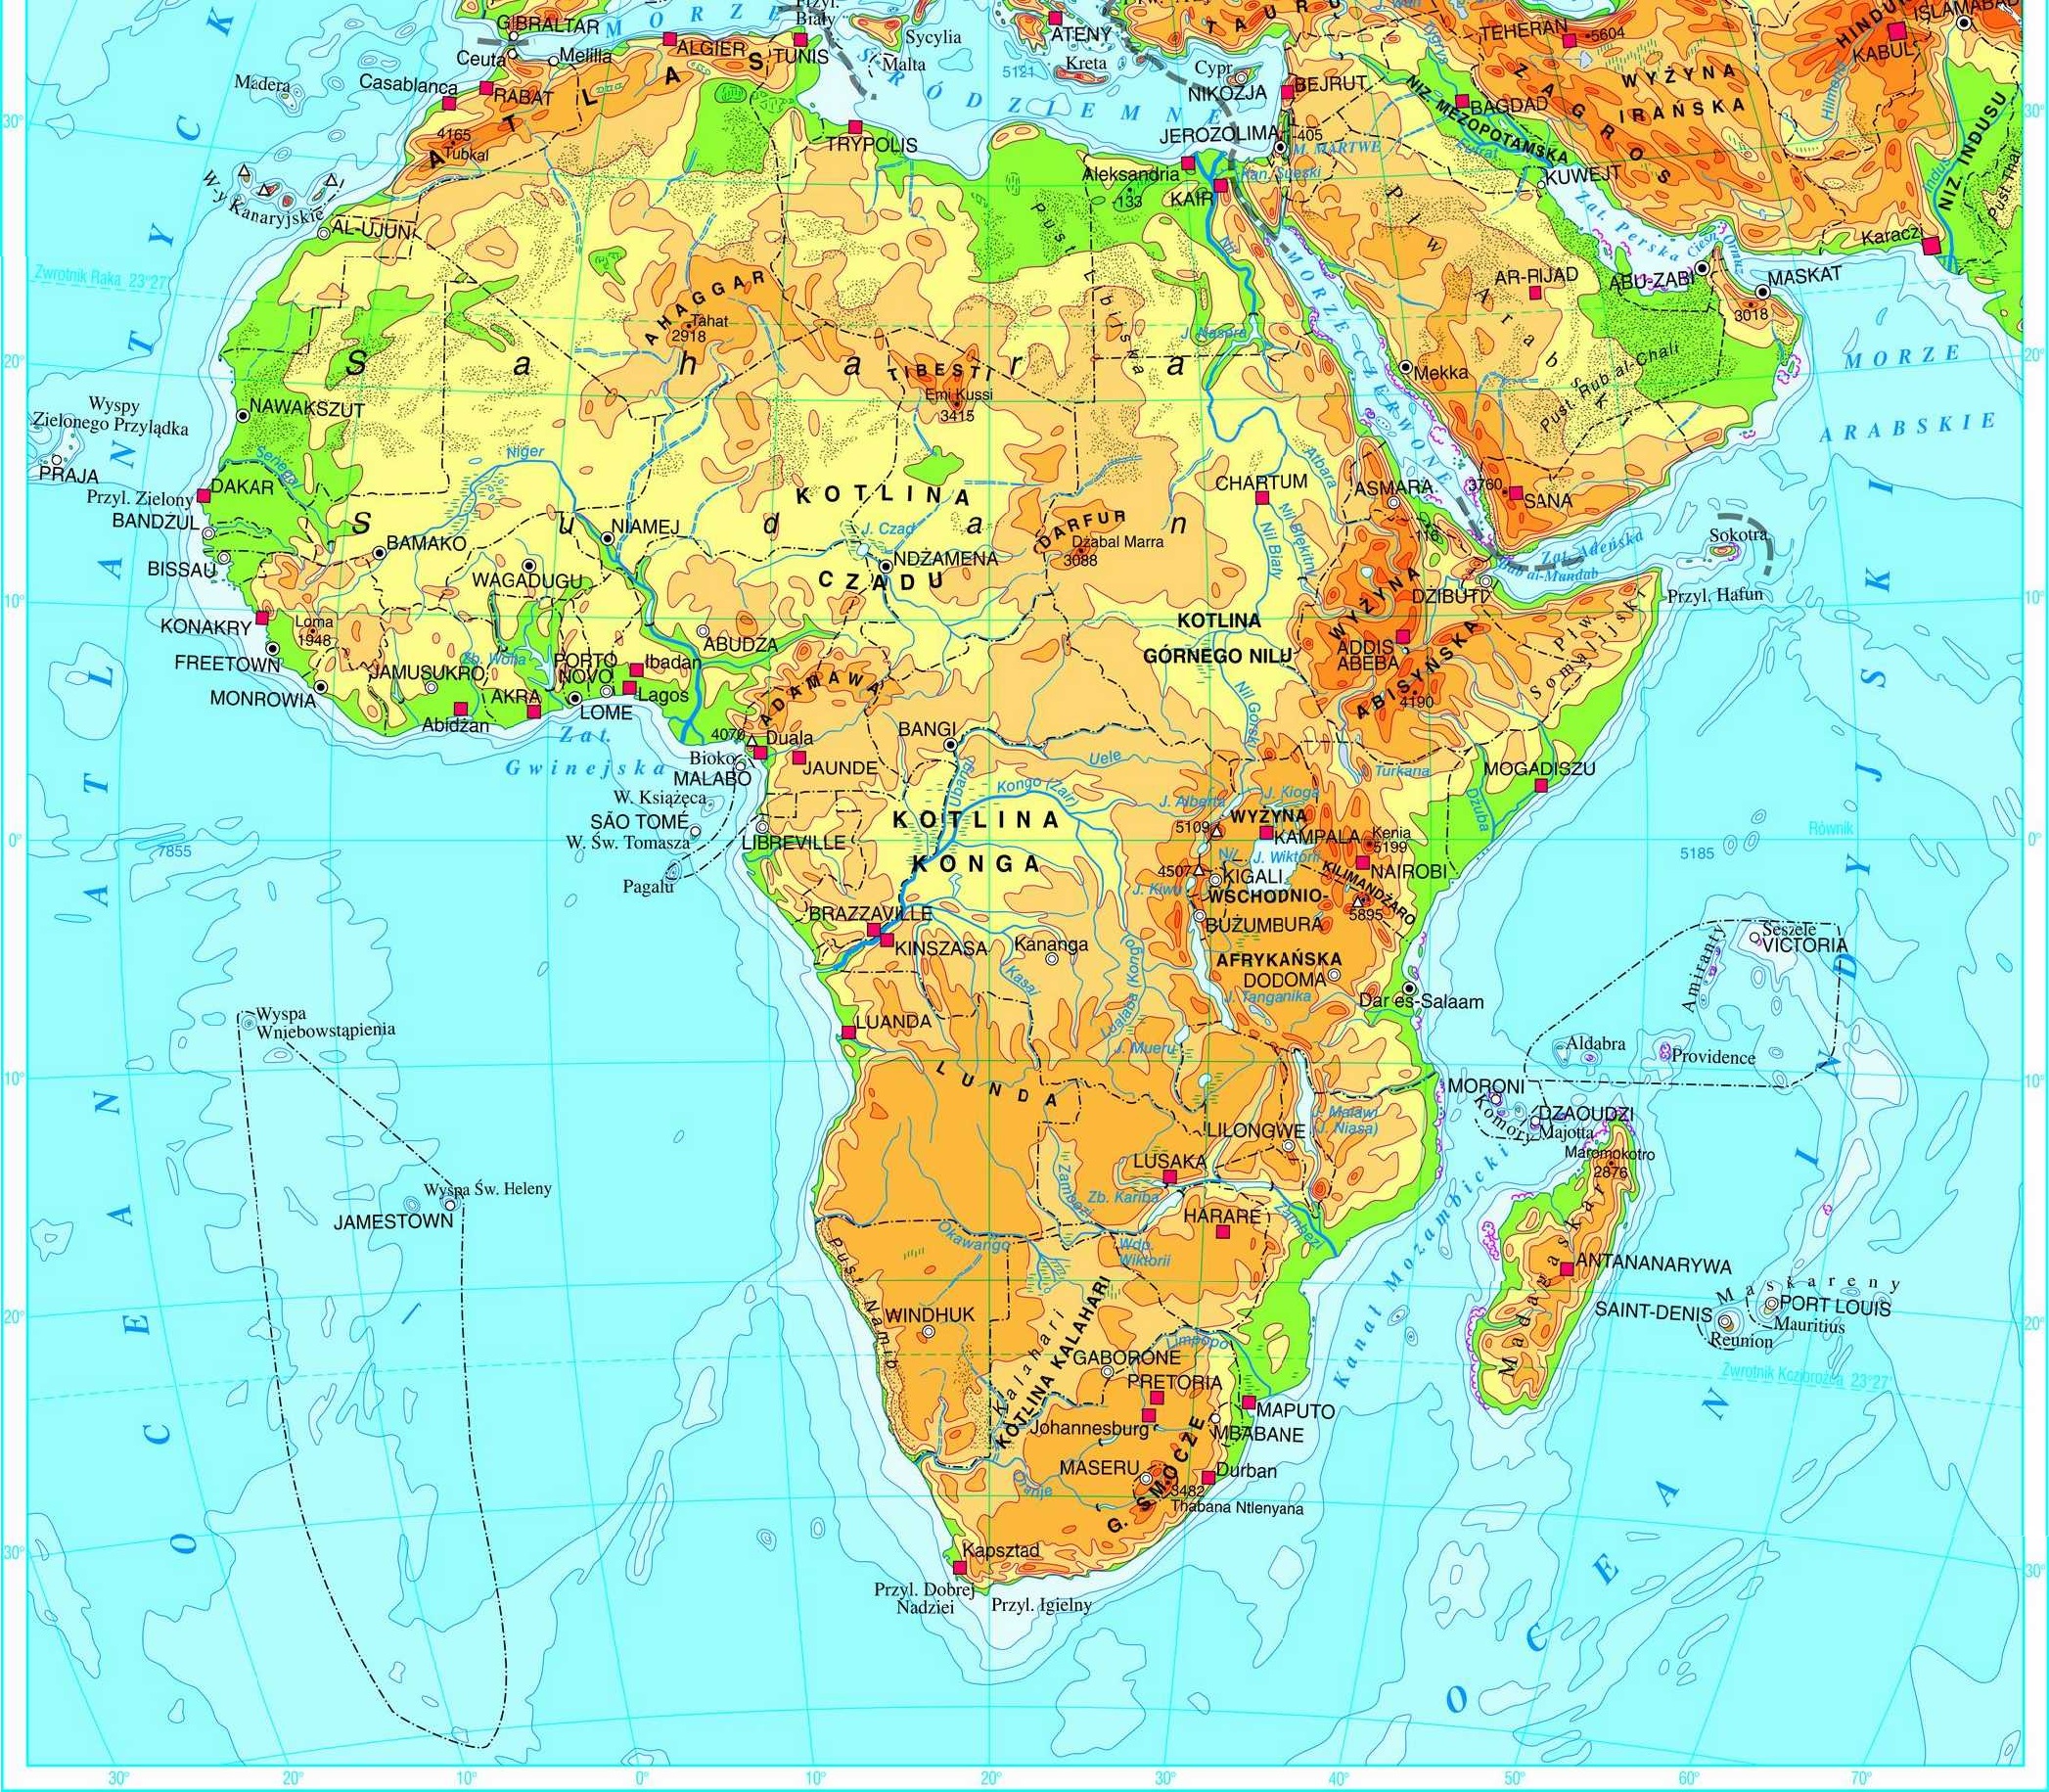 GIBRALTAR
MORZE
Ceuta
Melilla
ALGIER
TUNIS
Biały
Sycylia
Malta
ATENY
Kreta
5121
Cypr
NIKOZJA
BEJRUT
TAURU
TEHERAN
5604
HINDUK
ISLAMABAD
KABUL
Madera
Casablanca
RABAT
ATLAS
4165
Tubkal
ŚRÓDZIEMNE
TRYPOLIS
JEROZOLIMA
-405
M. MARTWE
Kan. Sueski
Aleksandria
-133
KAIR
Nil
Tygrys
Eufrat
BAGDAD
NIZ. MEZOPOTAMSKA
KUWEJT
ZAGROS
WYŻYNA
IRAŃSKA
Hilmend
Indus
NIZ. INDUSU
Pust. Thar
Karaczi
30°
30°
W-y Kanaryjskie
AL-UJUN
Zwrotnik Raka 23°27'
Pust. Libijska
Płw. Arabski
Zat. Perska
Cieśn. Ormuz
AR-RIJAD
ABU-ZABI
MASKAT
3018
Pust. Rub al-Chali
Mekka
MORZE CZERWONE
J. Nasera
AHAGGAR
Tahat
2918
Sahara
TIBESTI
Emi Kussi
3415
20°
20°
MORZE
ARABSKIE
Wyspy
Zielonego Przylądka
PRAJA
NAWAKSZUT
Senegal
DAKAR
Przyl. Zielony
BANDŻUL
BISSAU
Niger
BAMAKO
Sudan
NIAMEJ
WAGADUGU
KOTLINA
CZADU
J. Czad
NDŻAMENA
DARFUR
Dżabal Marra
3088
CHARTUM
Atbara
Nil Biały
Nil Błękitny
ASMARA
3760
SANA
-116
Zat. Adeńska
Bab al-Mandab
Sokotra
DŻIBUTI
Przyl. Hafun
10°
10°
KONAKRY
Loma
1948
FREETOWN
MONROWIA
JAMUSUKRO
Zb. Wolta
Abidżan
AKRA
PORTO
NOVO
LOME
Ibadan
Lagos
ABUDZA
ADAMAWA
4070
Duala
Bioko
MALABO
JAUNDE
Zat.
Gwinejska
BANGI
Ubangi
Uele
KOTLINA
GÓRNEGO NILU
Nil Górski
WYŻYNA
ABISYŃSKA
ADDIS
ABEBA
4190
Płw.
Somalijski
Turkana
MOGADISZU
Dżuba
W. Książęca
SÃO TOMÉ
W. Św. Tomasza
LIBREVILLE
Pagalu
Kongo (Zair)
KOTLINA
KONGA
J. Alberta
J. Kioga
5109
WYŻYNA
KAMPALA
Kenia
5199
NAIROBI
4507
Nil
J. Wiktorii
KIGALI
J. Kiwu
WSCHODNIO-
KILIMANDŻARO
5895
BUŻUMBURA
AFRYKAŃSKA
DODOMA
J. Tanganika
Dar es-Salaam
Równik
5185
7855
0°
0°
BRAZZAVILLE
KINSZASA
Kananga
Kasai
Lualaba (Kongo)
J. Mueru
LUANDA
LUNDA
Seszele
VICTORIA
Amiranty
Aldabra
Providence
Wyspa
Wniebowstąpienia
10°
10°
MORONI
Komory
DZAOUDZI
Majotta
Maromokotro
2876
J. Malawi
(J. Niasa)
LILONGWE
LUSAKA
Zb. Kariba
Zambezi
HARARE
Zambezi
Wdp.
Wiktorii
Okawango
Wyspa Św. Heleny
JAMESTOWN
Kanał Mozambicki
Madagaskar
ANTANANARYWA
Maskareny
SAINT-DENIS
PORT LOUIS
Mauritius
Reunion
20°
20°
Zwrotnik Koziorożca 23°27'
Pust. Namib
WINDHUK
Kalahari
KOTLINA KALAHARI
Limpopo
GABORONE
PRETORIA
Johannesburg
MAPUTO
MBABANE
MASERU
G. SMOCZE
Durban
3482
Thabana Ntlenyana
Oranje
Kapsztad
Przyl. Dobrej
Nadziei
Przyl. Igielny
30°
30°
OCEAN
ATLANTYCKI
OCEAN
INDYJSKI
30°
20°
10°
0°
10°
20°
30°
40°
50°
60°
70°